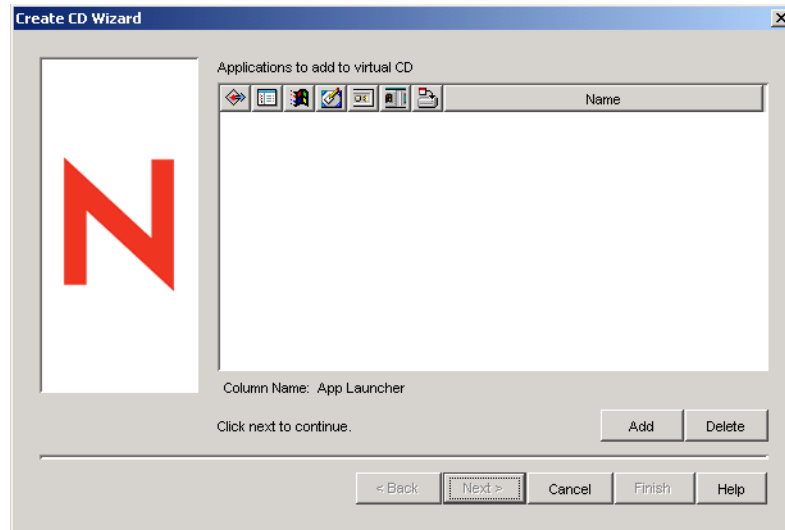 Create CD Wizard
Applications to add to virtual CD
Name
Column Name: App Launcher
Click next to continue.
Add Delete
< Back Next > Cancel Finish Help